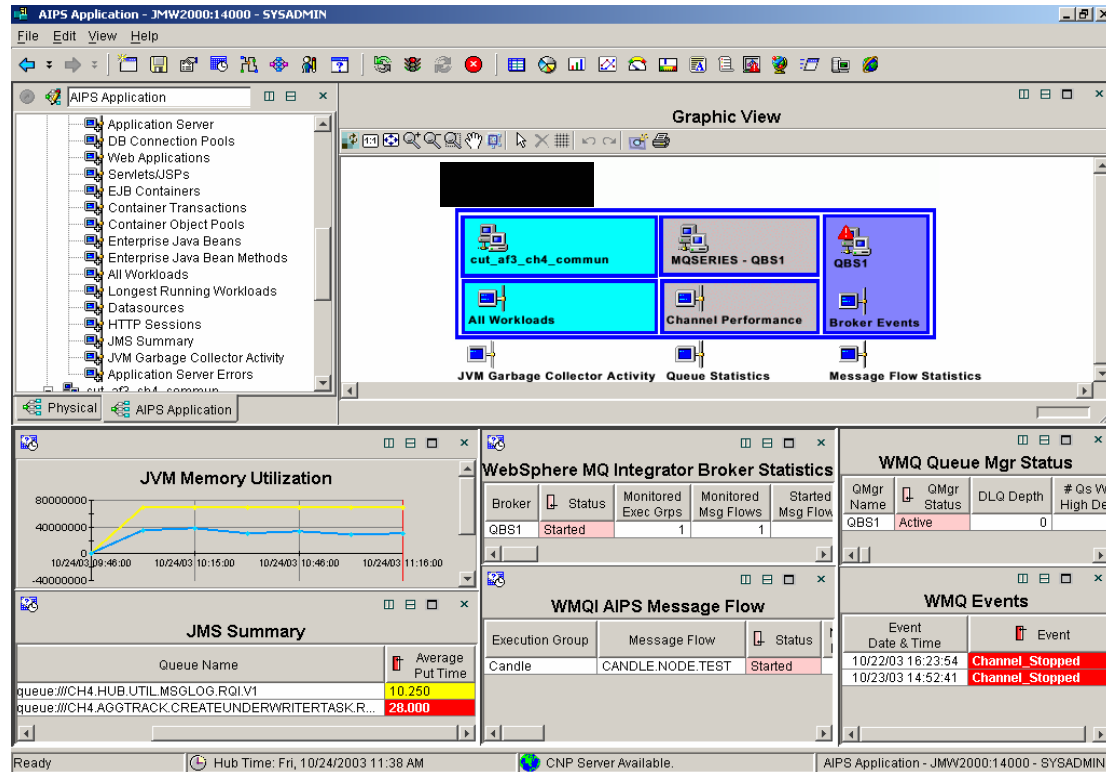 AIPS Application - JMW2000:14000 - SYSADMIN
File Edit View Help
AIPS Application
Application Server
DB Connection Pools
Web Applications
Servlets/JSPs
EJB Containers
Container Transactions
Container Object Pools
Enterprise Java Beans
Enterprise Java Bean Methods
All Workloads
Longest Running Workloads
Datasources
HTTP Sessions
JMS Summary
JVM Garbage Collector Activity
Application Server Errors
Physical
AIPS Application
Graphic View
1:1
cut_af3_ch4_commun
MQSERIES - QBS1
QBS1
All Workloads
Channel Performance
Broker Events
JVM Garbage Collector Activity
Queue Statistics
Message Flow Statistics
JVM Memory Utilization
80000000
40000000
0
-40000000
10/24/03 09:46:00
10/24/03 10:15:00
10/24/03 10:46:00
10/24/03 11:16:00
JMS Summary
Queue Name
Average Put Time
queue:///CH4.HUB.UTIL.MSGLOG.RQI.V1 10.250
queue:///CH4.AGGTRACK.CREATEUNDERWRITERTASK.R... 28.000
WebSphere MQ Integrator Broker Statistics
Broker Status Monitored Exec Grps Monitored Msg Flows Started Msg Flow
QBS1 Started 1 1
WMQI AIPS Message Flow
Execution Group Message Flow Status
Candle CANDLE.NODE.TEST Started
WMQ Queue Mgr Status
QMgr Name QMgr Status DLQ Depth # Qs W High De
QBS1 Active 0
WMQ Events
Event Date & Time Event
10/22/03 16:23:54 Channel_Stopped
10/23/03 14:52:41 Channel_Stopped
Ready
Hub Time: Fri, 10/24/2003 11:38 AM
CNP Server Available.
AIPS Application - JMW2000:14000 - SYSADMIN